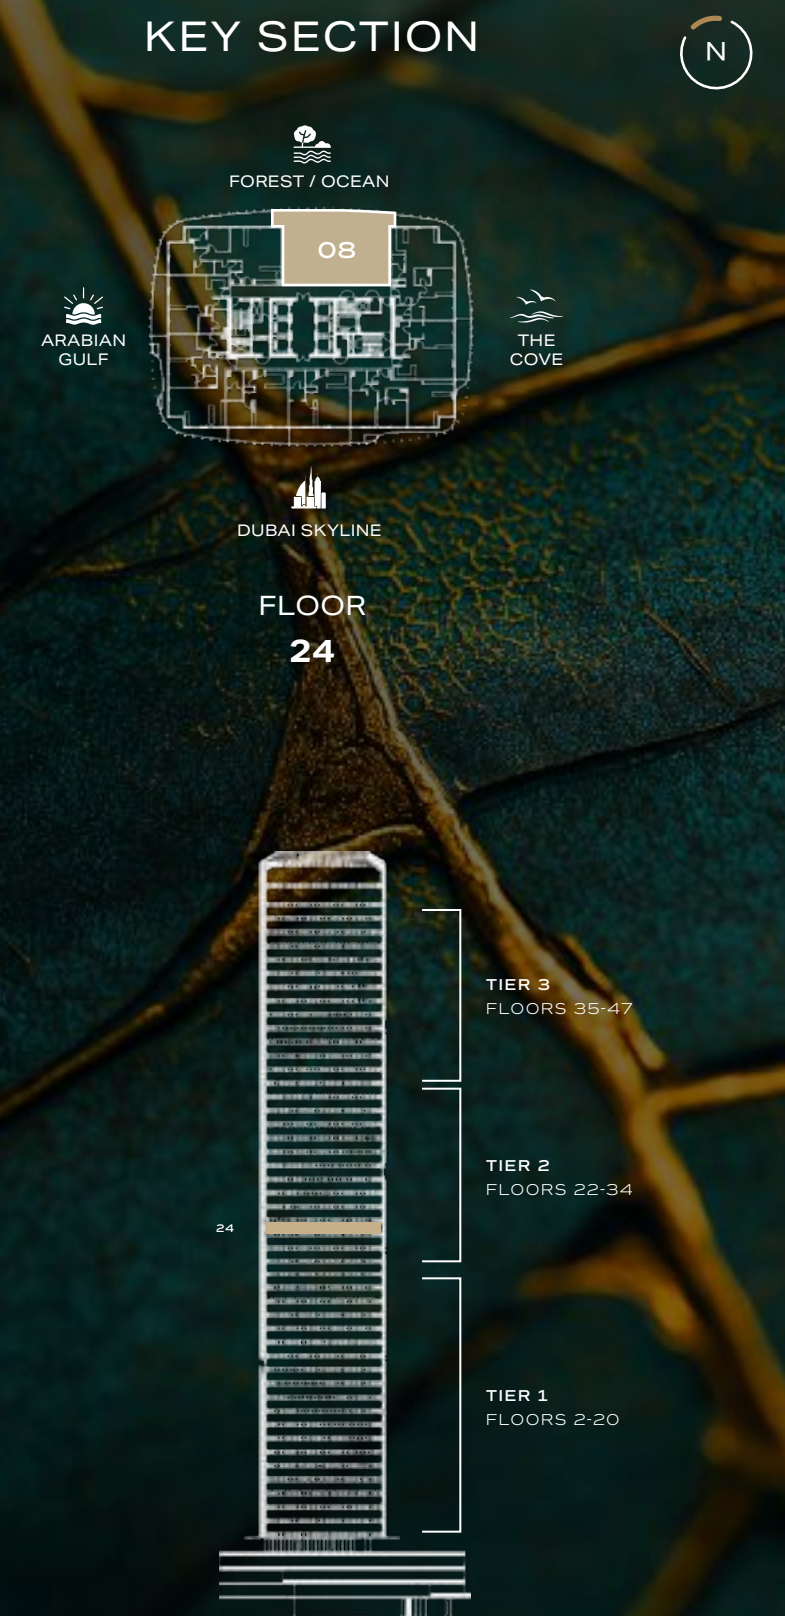 KEY SECTION
N
FOREST / OCEAN
08
ARABIAN
GULF
THE
COVE
DUBAI SKYLINE
FLOOR
24
TIER 3
FLOORS 35-47
TIER 2
FLOORS 22-34
24
TIER 1
FLOORS 2-20